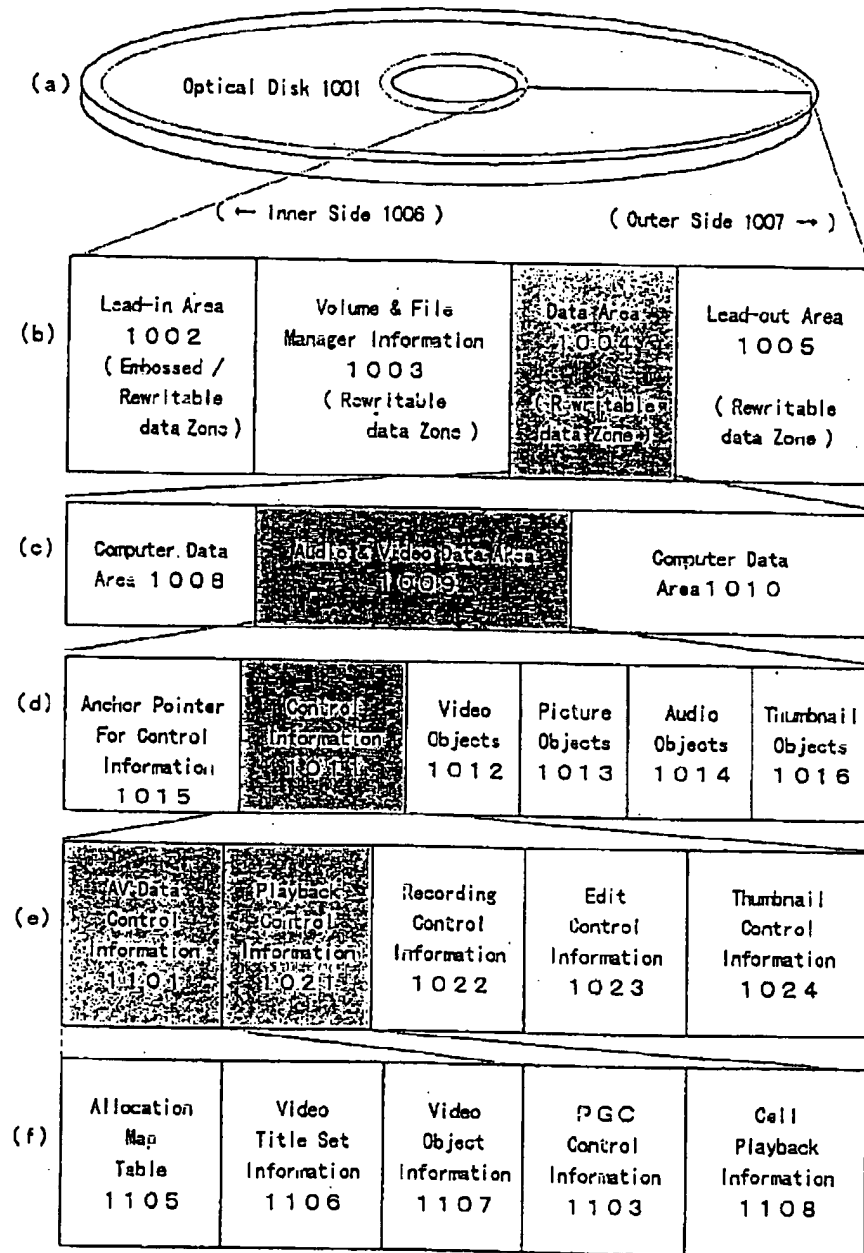 (a)
Optical Disk 1001
( ← Inner Side 1006 )
( Outer Side 1007 → )
(b)
Lead-in Area
1002
( Embossed /
Rewritable
data Zone )
Volume & File
Manager Information
1003
( Rewritable
data Zone )
Data Area
1004
( Rewritable
data Zone )
Lead-out Area
1005
( Rewritable
data Zone )
(c)
Computer Data
Area 1008
Audio & Video Data Area
1009
Computer Data
Area 1010
(d)
Anchor Pointer
For Control
Information
1015
Control
Information
1011
Video
Objects
1012
Picture
Objects
1013
Audio
Objects
1014
Thumbnail
Objects
1016
(e)
AV Data
Control
Information
1101
Playback
Control
Information
1021
Recording
Control
Information
1022
Edit
Control
Information
1023
Thumbnail
Control
Information
1024
(f)
Allocation
Map
Table
1105
Video
Title Set
Information
1106
Video
Object
Information
1107
PGC
Control
Information
1103
Cell
Playback
Information
1108